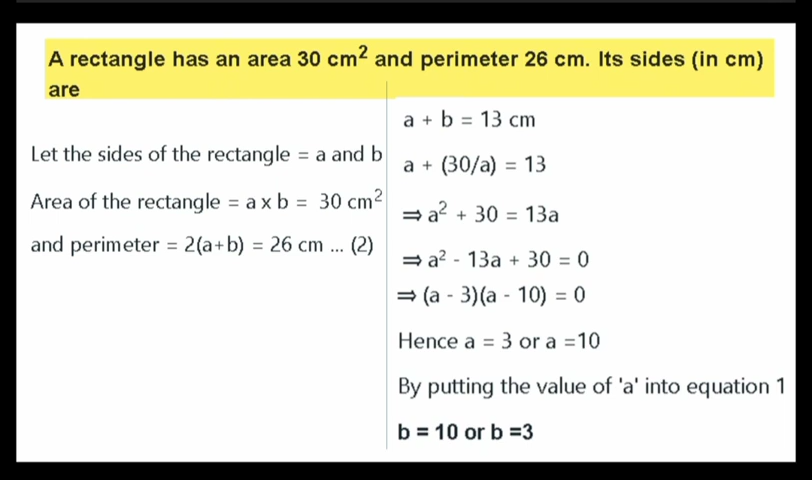 A rectangle has an area 30 cm² and perimeter 26 cm. Its sides (in cm)
are
Let the sides of the rectangle = a and b
Area of the rectangle = a x b = 30 cm²
and perimeter = 2(a+b) = 26 cm ... (2)
a + b = 13 cm
a + (30/a) = 13
⇒ a² + 30 = 13a
⇒ a² - 13a + 30 = 0
⇒ (a - 3)(a - 10) = 0
Hence a = 3 or a =10
By putting the value of 'a' into equation 1
b = 10 or b =3